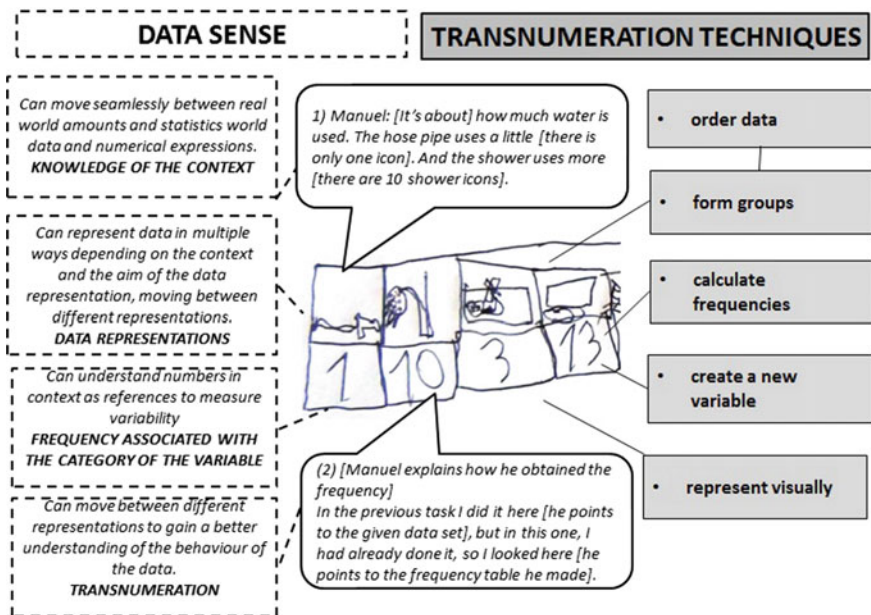 DATA SENSE
TRANSNUMERATION TECHNIQUES
Can move seamlessly between real
world amounts and statistics world
data and numerical expressions.
KNOWLEDGE OF THE CONTEXT
Can represent data in multiple
ways depending on the context
and the aim of the data
representation, moving between
different representations.
DATA REPRESENTATIONS
Can understand numbers in
context as references to measure
variability
FREQUENCY ASSOCIATED WITH
THE CATEGORY OF THE VARIABLE
Can move between different
representations to gain a better
understanding of the behaviour of
the data.
TRANSNUMERATION
1) Manuel: [It's about] how much water is
used. The hose pipe uses a little [there is
only one icon]. And the shower uses more
[there are 10 shower icons].
1 10 3 13
(2) [Manuel explains how he obtained the
frequency]
In the previous task I did it here [he points
to the given data set], but in this one, I
had already done it, so I looked here [he
points to the frequency table he made].
• order data
• form groups
• calculate
frequencies
• create a new
variable
• represent visually